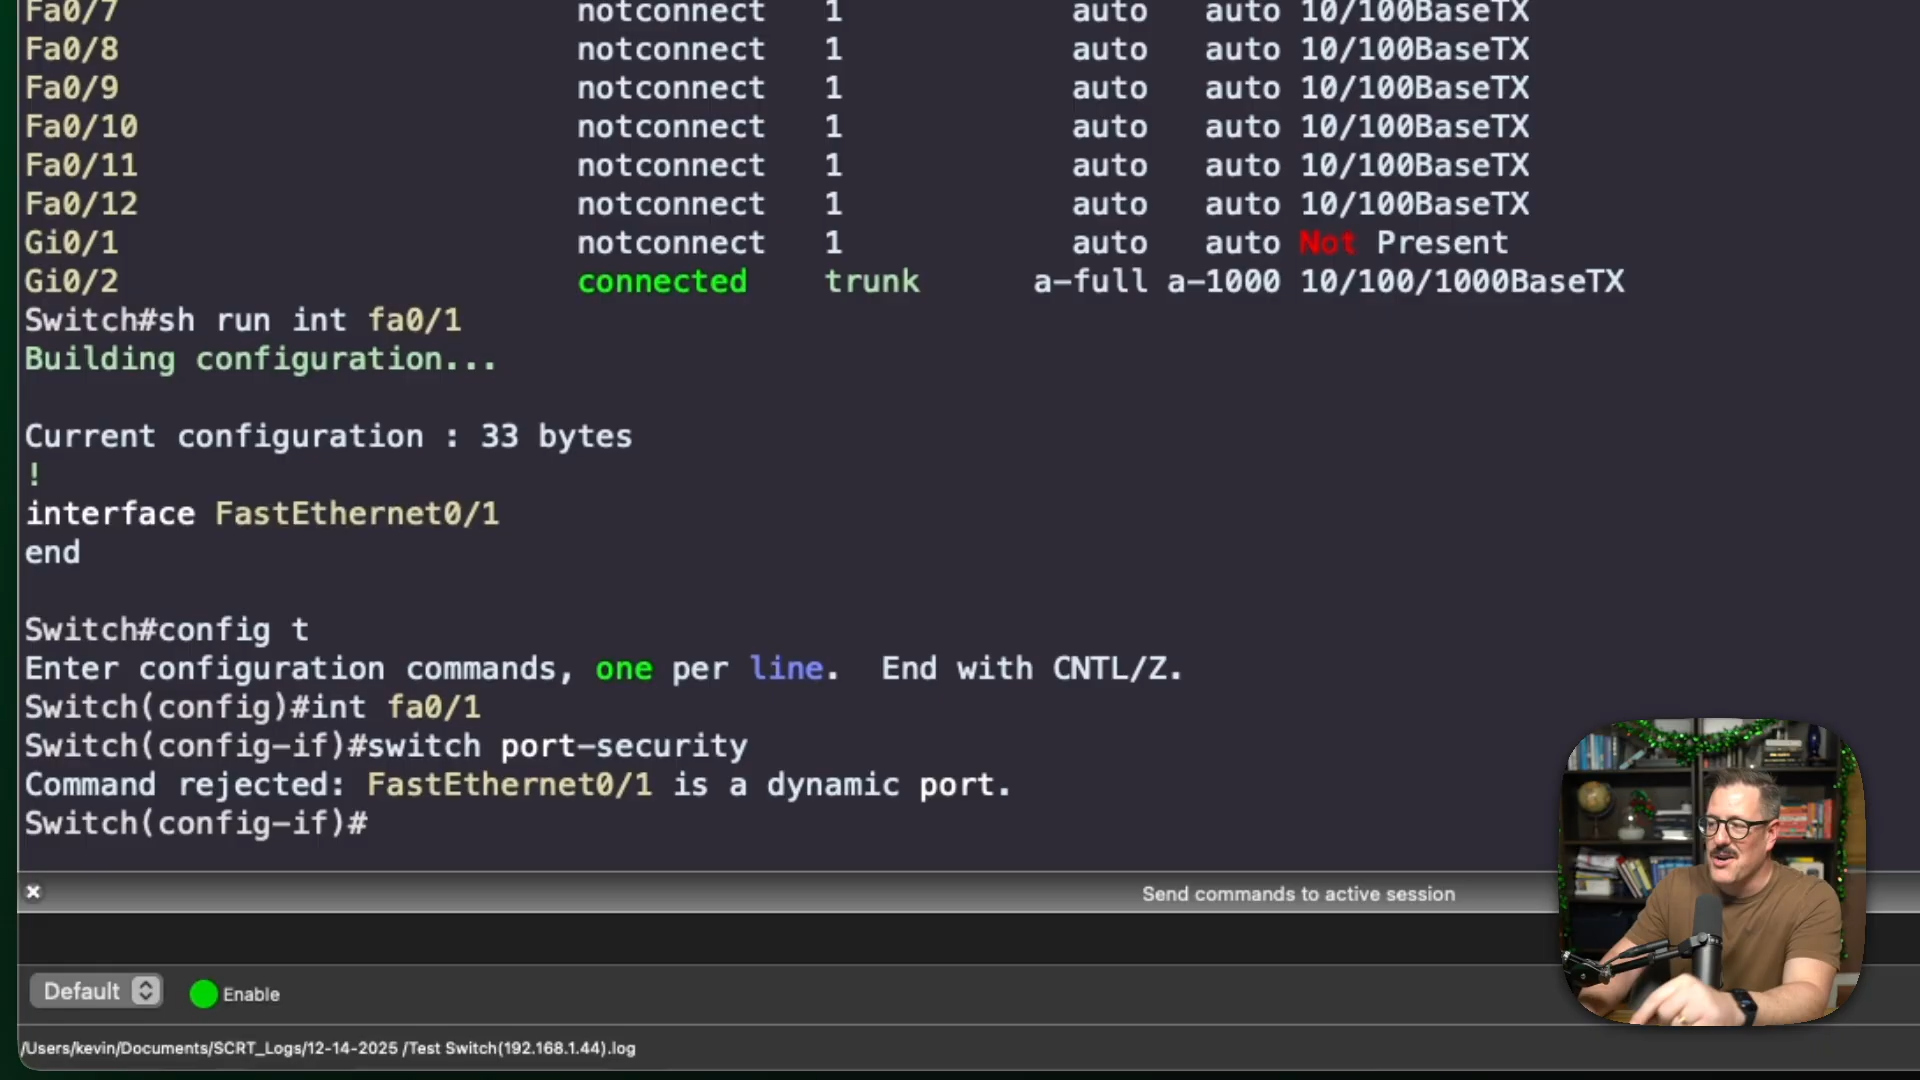 Fa0/7 notconnect 1 auto auto 10/100BaseTX
Fa0/8 notconnect 1 auto auto 10/100BaseTX
Fa0/9 notconnect 1 auto auto 10/100BaseTX
Fa0/10 notconnect 1 auto auto 10/100BaseTX
Fa0/11 notconnect 1 auto auto 10/100BaseTX
Fa0/12 notconnect 1 auto auto 10/100BaseTX
Gi0/1 notconnect 1 auto auto Not Present
Gi0/2 connected trunk a-full a-1000 10/100/1000BaseTX
Switch#sh run int fa0/1
Building configuration...
Current configuration : 33 bytes
!
interface FastEthernet0/1
end
Switch#config t
Enter configuration commands, one per line.  End with CNTL/Z.
Switch(config)#int fa0/1
Switch(config-if)#switch port-security
Command rejected: FastEthernet0/1 is a dynamic port.
Switch(config-if)#
Send commands to active session
Default Enable
/Users/kevin/Documents/SCRT_Logs/12-14-2025 /Test Switch(192.168.1.44).log